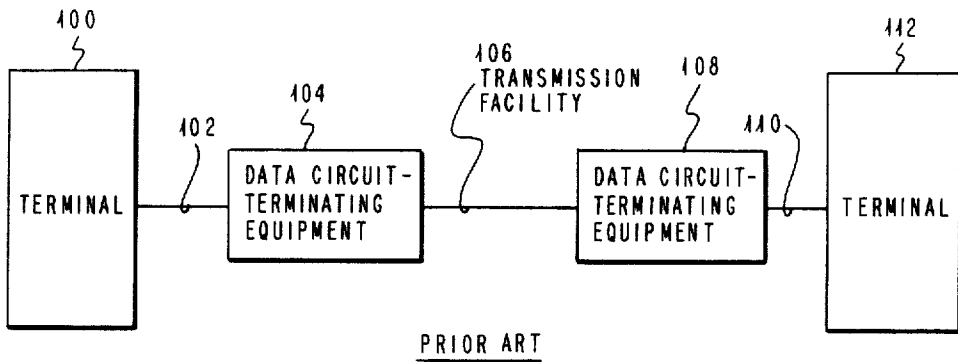 100
112
106
TRANSMISSION
FACILITY
108
104
102
110
TERMINAL
DATA CIRCUIT-
TERMINATING
EQUIPMENT
DATA CIRCUIT-
TERMINATING
EQUIPMENT
TERMINAL
PRIOR ART